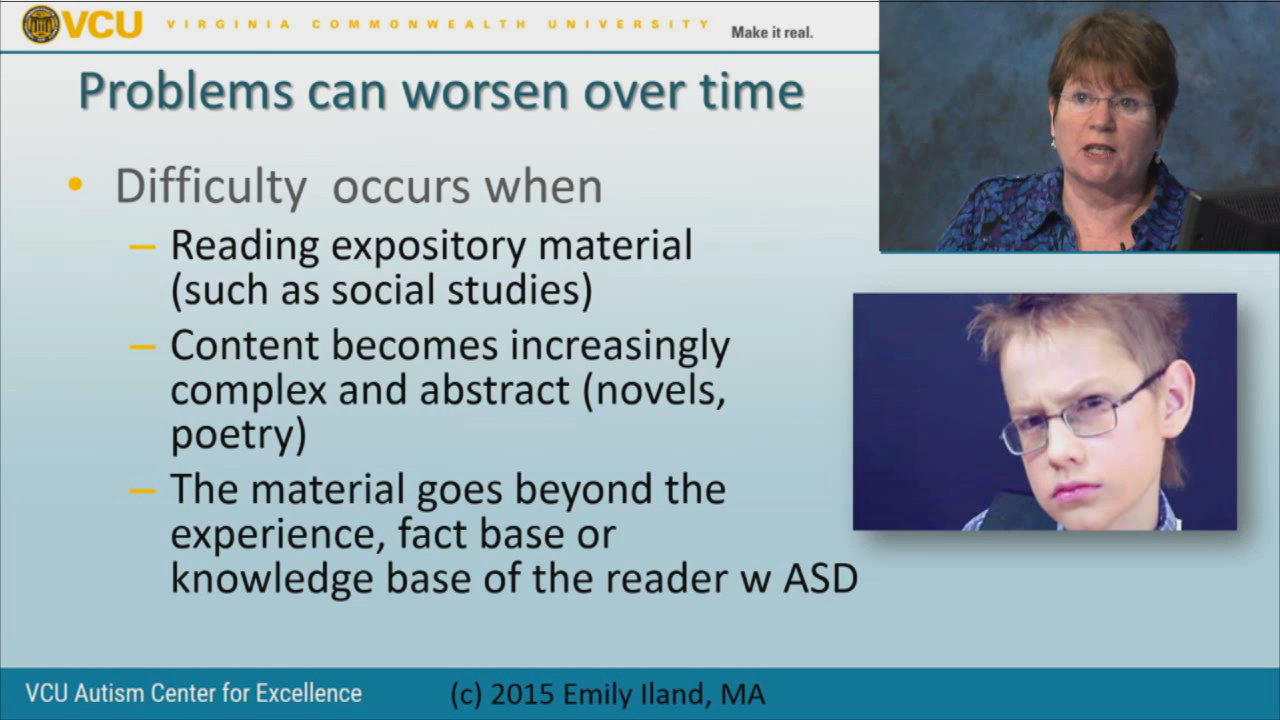 VCU VIRGINIA COMMONWEALTH UNIVERSITY Make it real.
Problems can worsen over time
• Difficulty occurs when
– Reading expository material
(such as social studies)
– Content becomes increasingly
complex and abstract (novels,
poetry)
– The material goes beyond the
experience, fact base or
knowledge base of the reader w ASD
VCU Autism Center for Excellence (c) 2015 Emily Iland, MA